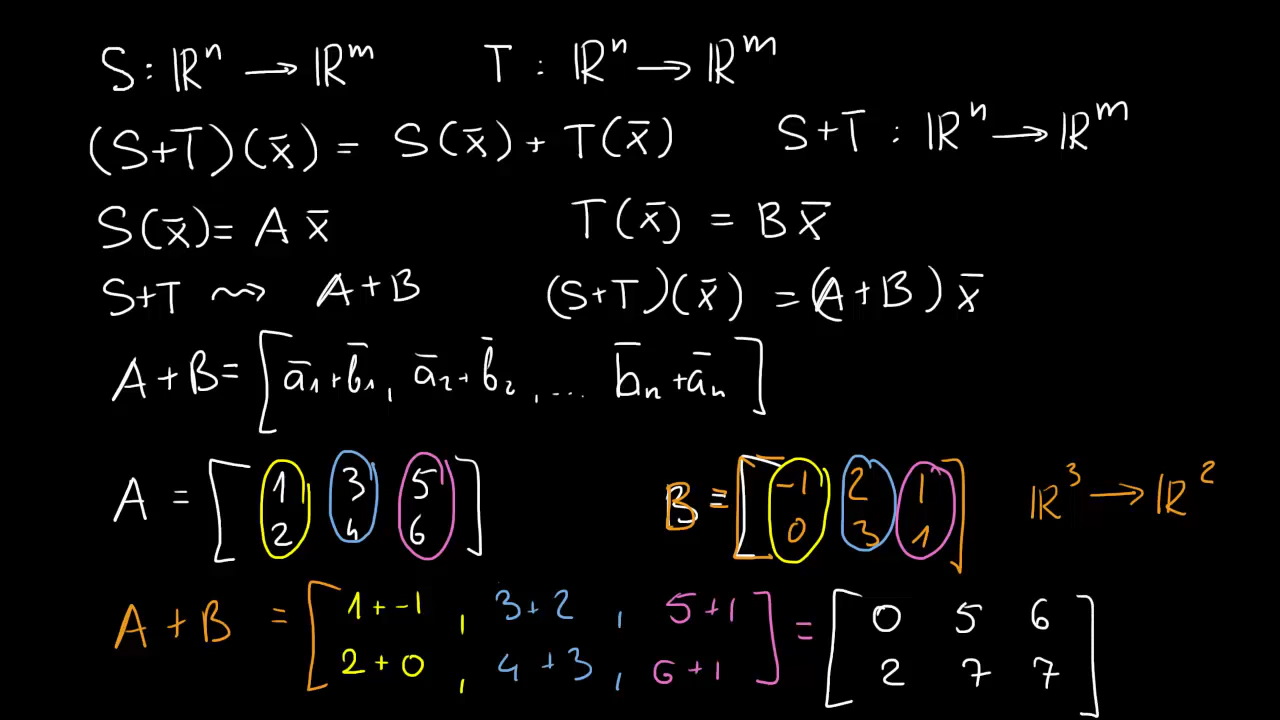 S : ℝⁿ → ℝᵐ T : ℝⁿ → ℝᵐ
(S+T)(x̄) = S(x̄) + T(x̄) S+T : ℝⁿ → ℝᵐ
S(x̄) = A x̄ T(x̄) = B x̄
S+T ⇝ A+B (S+T)(x̄) = (A+B) x̄
A+B = [ ā₁+b̄₁, ā₂+b̄₂, ... b̄ₙ+āₙ ]
A = [ 1 3 5 B = [ -1 2 1 ℝ³ → ℝ²
2 4 6 ] 0 3 1 ]
A + B = [ 1+-1 , 3+2 , 5+1 = [ 0 5 6
2+0 , 4+3 , 6+1 ] 2 7 7 ]